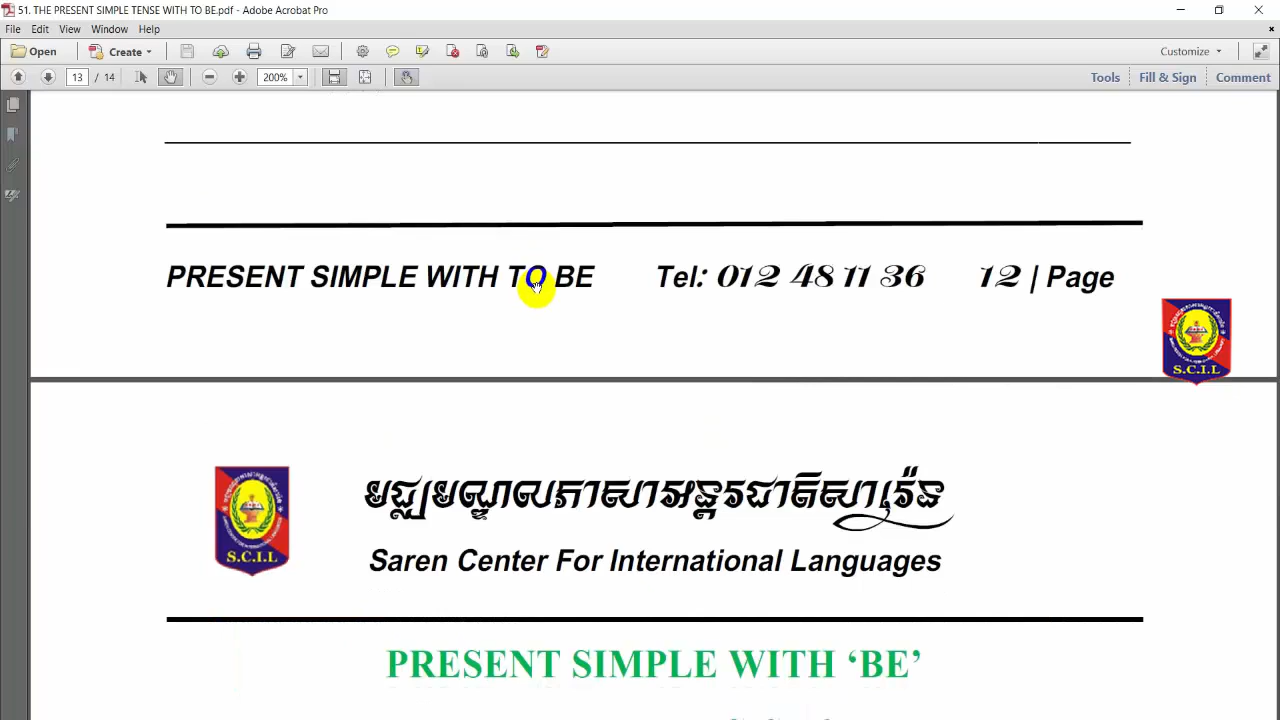 51. THE PRESENT SIMPLE TENSE WITH TO BE.pdf - Adobe Acrobat Pro
File Edit View Window Help
Open Create Customize
13 / 14 200% Tools Fill & Sign Comment
PRESENT SIMPLE WITH TO BE Tel: 012 48 11 36 12 | Page
S.C.I.L
មជ្ឈមណ្ឌលភាសាអន្តរជាតិសារ៉េន
S.C.I.L
Saren Center For International Languages
PRESENT SIMPLE WITH ‘BE’